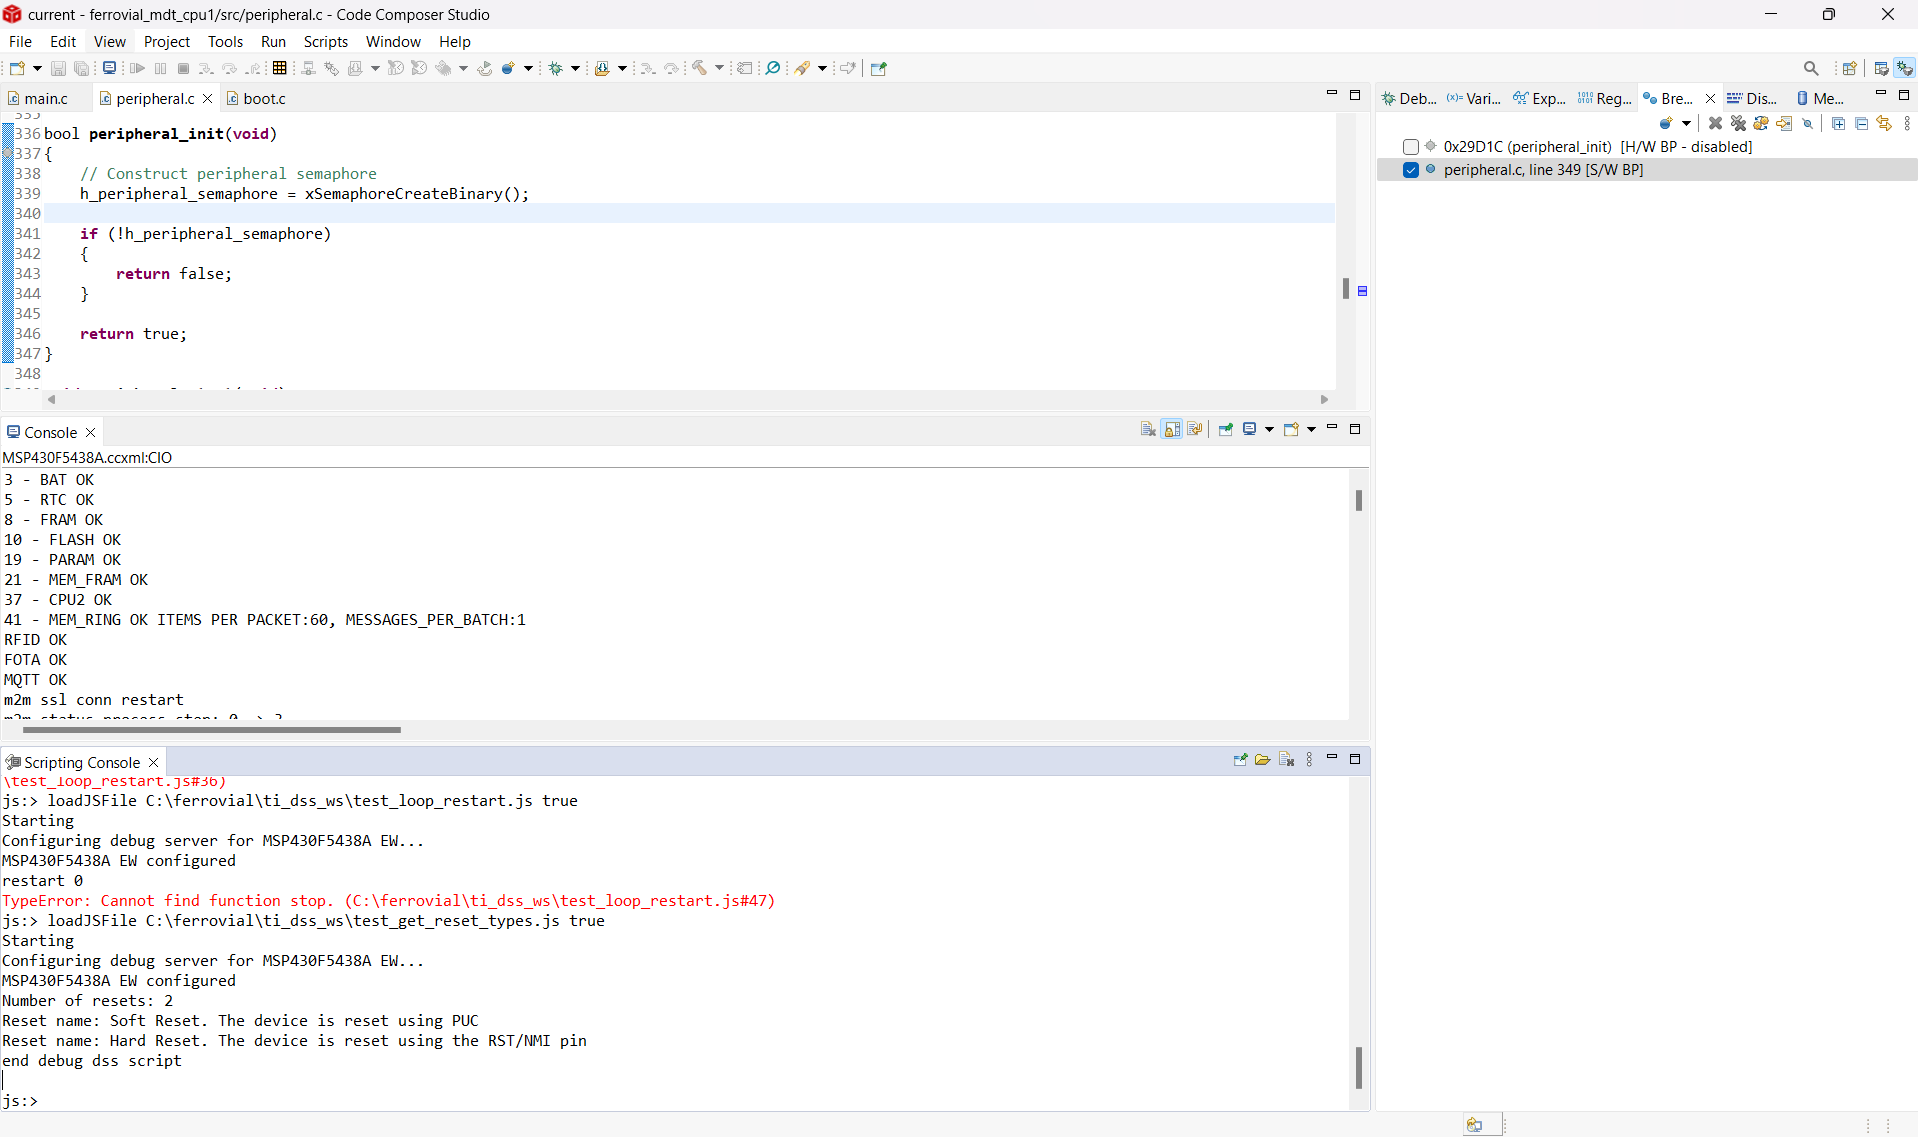 current - ferrovial_mdt_cpu1/src/peripheral.c - Code Composer Studio
File Edit View Project Tools Run Scripts Window Help
main.c peripheral.c boot.c
335
336 bool peripheral_init(void)
337 {
338 // Construct peripheral semaphore
339 h_peripheral_semaphore = xSemaphoreCreateBinary();
340
341 if (!h_peripheral_semaphore)
342 {
343 return false;
344 }
345
346 return true;
347 }
348
Console
MSP430F5438A.ccxml:CIO
3 - BAT OK
5 - RTC OK
8 - FRAM OK
10 - FLASH OK
19 - PARAM OK
21 - MEM_FRAM OK
37 - CPU2 OK
41 - MEM_RING OK ITEMS PER PACKET:60, MESSAGES_PER_BATCH:1
RFID OK
FOTA OK
MQTT OK
m2m ssl conn restart
Scripting Console
\test_loop_restart.js#36)
js:> loadJSFile C:\ferrovial\ti_dss_ws\test_loop_restart.js true
Starting
Configuring debug server for MSP430F5438A EW...
MSP430F5438A EW configured
restart 0
TypeError: Cannot find function stop. (C:\ferrovial\ti_dss_ws\test_loop_restart.js#47)
js:> loadJSFile C:\ferrovial\ti_dss_ws\test_get_reset_types.js true
Starting
Configuring debug server for MSP430F5438A EW...
MSP430F5438A EW configured
Number of resets: 2
Reset name: Soft Reset. The device is reset using PUC
Reset name: Hard Reset. The device is reset using the RST/NMI pin
end debug dss script
js:>
Deb... (x)= Vari... Exp... 1010 0101 Reg... Bre... Dis... Me...
0x29D1C (peripheral_init) [H/W BP - disabled]
peripheral.c, line 349 [S/W BP]